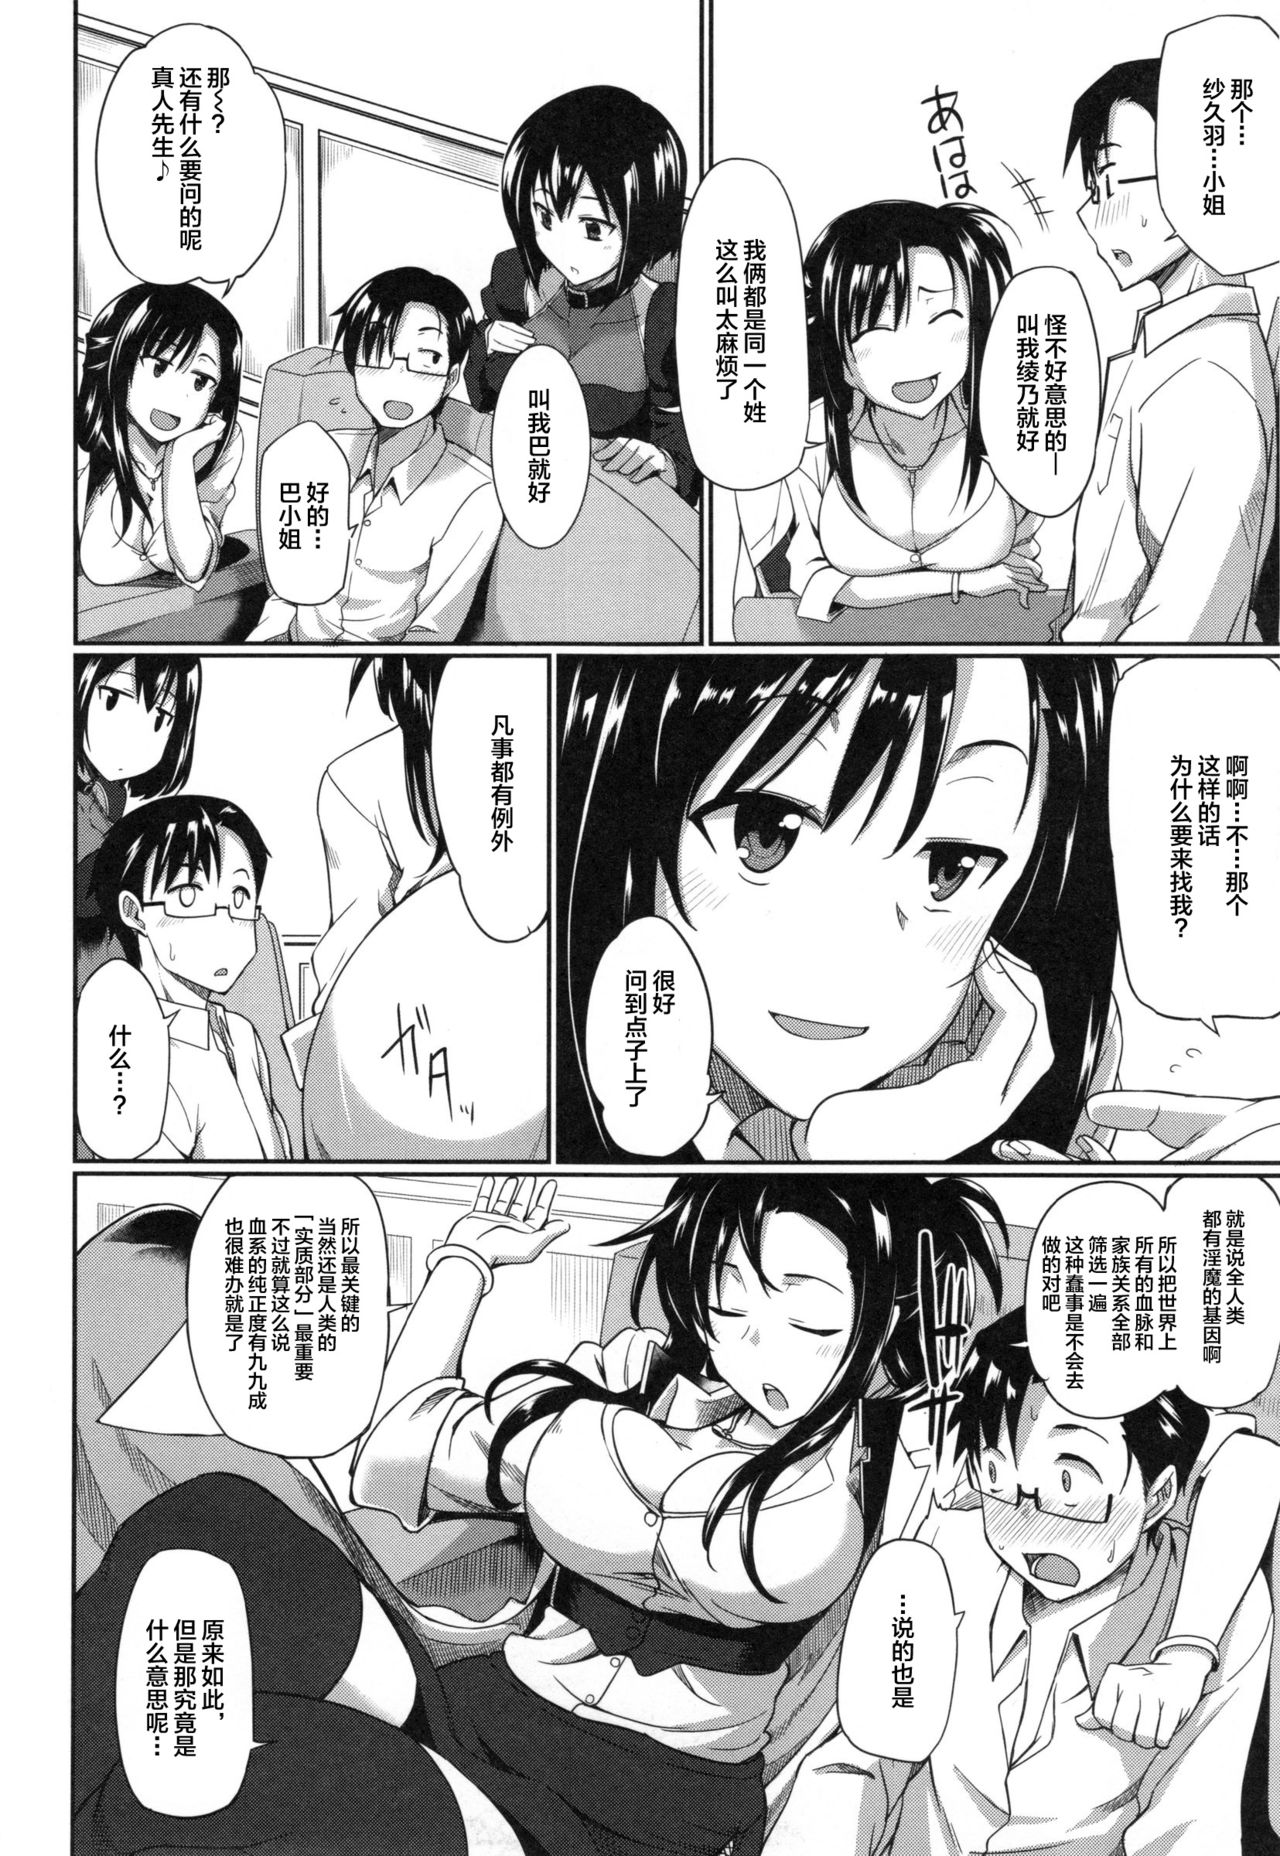 那个…
纱久羽…小姐
あはは
怪不好意思的—
叫我绫乃就好
我俩都是同一个姓
这么叫太麻烦了
叫我巴就好
好的…
巴小姐
那～？
还有什么要问的呢
真人先生♪
啊啊…不…那个
这样的话
为什么要来找我？
很好
问到点子上了
凡事都有例外
ガタ
什么…？
就是说全人类
都有淫魔的基因啊
所以把世界上
所有的血脉和
家族关系全部
筛选一遍
这种蠢事是不会去
做的对吧
…说的也是
所以最关键的
当然还是人类的
「实质部分」最重要
不过就算这么说
血系的纯正度有九九成
也很难办就是了
原来如此，
但是那究竟是
什么意思呢…